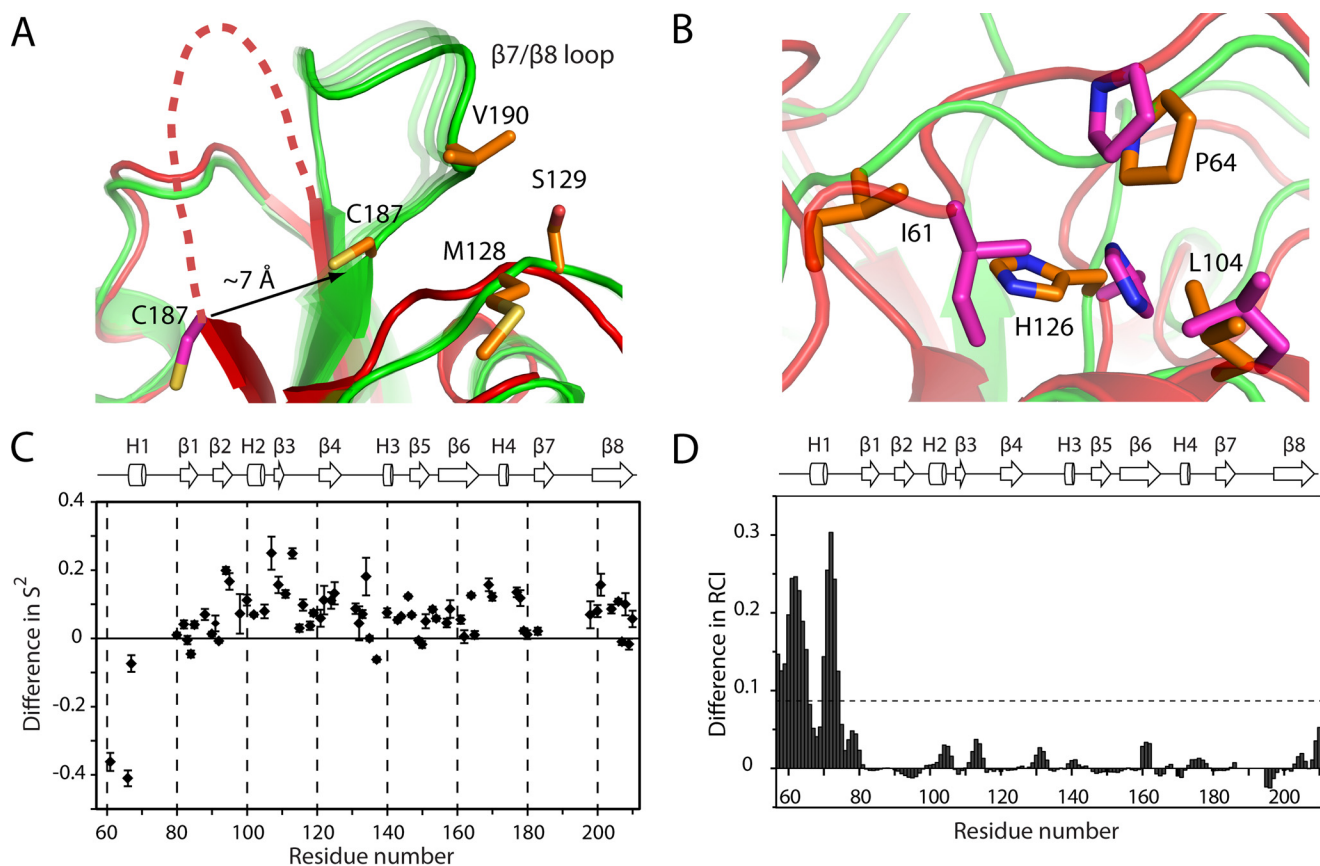 A
β7/β8 loop
V190
S129
C187
M128
~7 Å
C187
B
P64
I61
L104
H126
C
H1 β1 β2 H2 β3 β4 H3 β5 β6 H4 β7 β8
0.4
0.2
0
-0.2
-0.4
Difference in S²
60 80 100 120 140 160 180 200
Residue number
D
H1 β1 β2 H2 β3 β4 H3 β5 β6 H4 β7 β8
0.3
0.2
0.1
0
Difference in RCI
60 80 100 120 140 160 180 200
Residue number